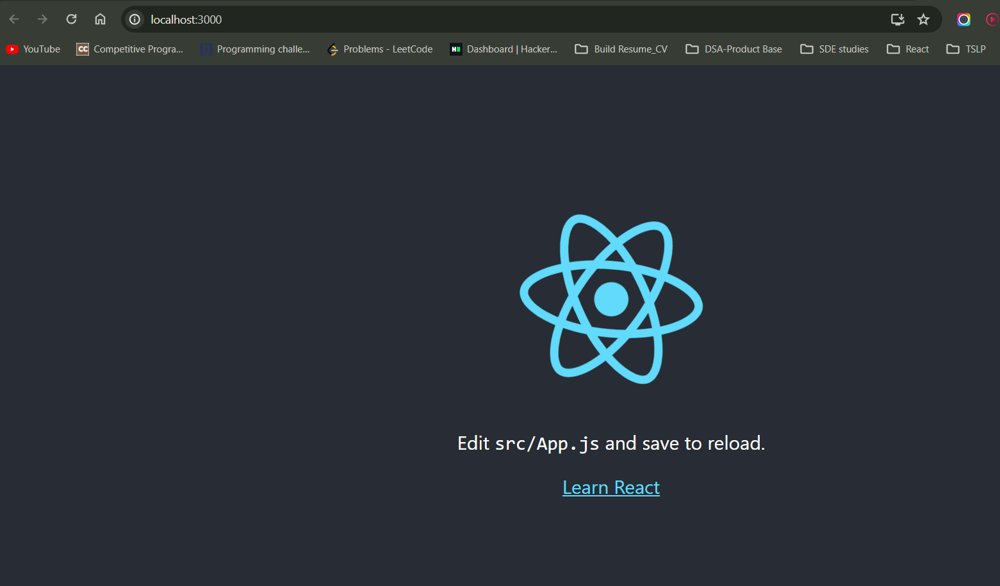 localhost:3000
YouTube CC Competitive Progra... Programming challe... Problems - LeetCode H Dashboard | Hacker... Build Resume_CV DSA-Product Base SDE studies React TSLP
Edit src/App.js and save to reload.
Learn React